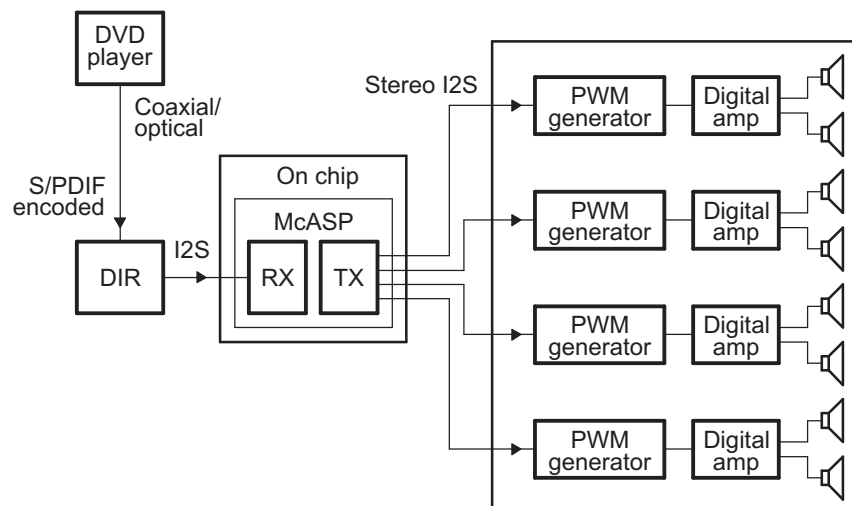 DVD
player
Coaxial/
optical
S/PDIF
encoded
DIR
I2S
On chip
McASP
RX
TX
Stereo I2S
PWM
generator
Digital
amp
PWM
generator
Digital
amp
PWM
generator
Digital
amp
PWM
generator
Digital
amp